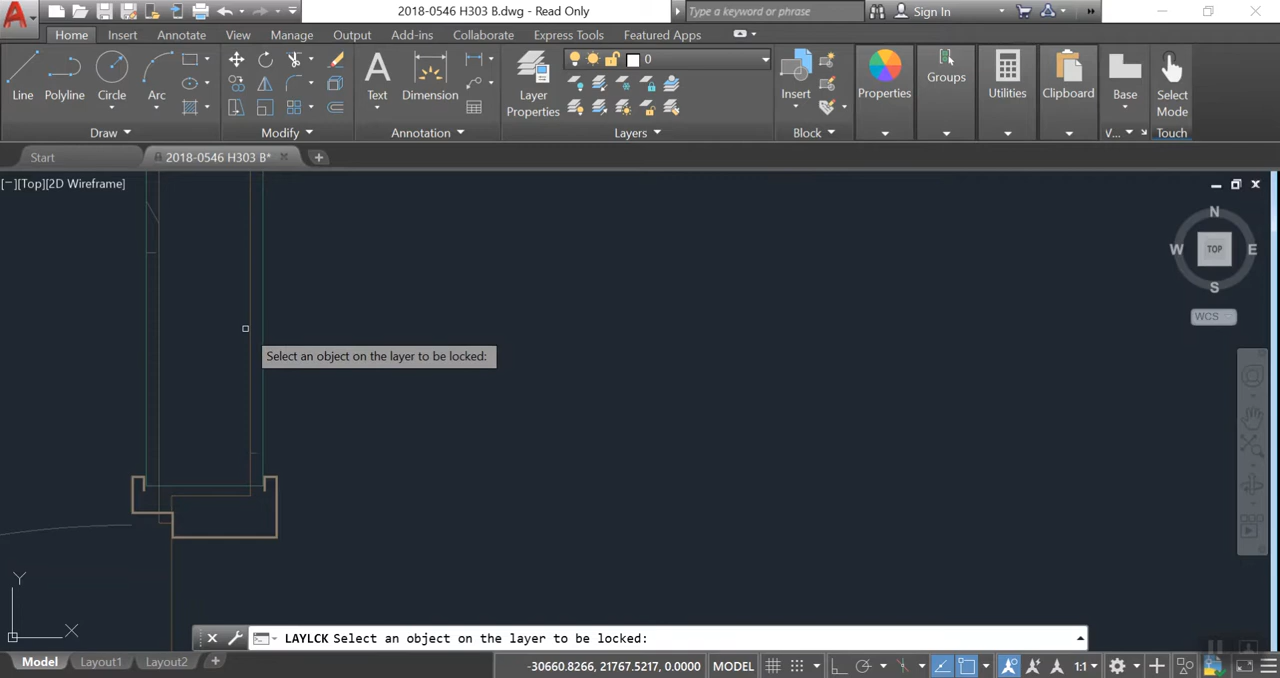 2018-0546 H303 B.dwg - Read Only
Type a keyword or phrase
Sign In
Home Insert Annotate View Manage Output Add-ins Collaborate Express Tools Featured Apps
0
Line Polyline Circle Arc
Text Dimension
Layer Properties
Insert
Properties
Groups
Utilities
Clipboard
Base
Select Mode
Draw Modify Annotation Layers Block V... Touch
Start 2018-0546 H303 B*
[−][Top][2D Wireframe]
N
W TOP E
S
WCS
Select an object on the layer to be locked:
Y
X
LAYLCK Select an object on the layer to be locked:
Model Layout1 Layout2
-30660.8266, 21767.5217, 0.0000 MODEL 1:1